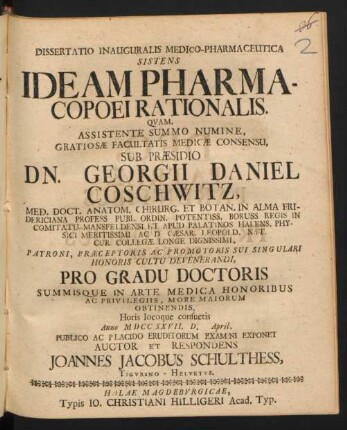 2
DISSERTATIO INAUGURALIS MEDICO-PHARMACEUTICA
SISTENS
IDEAM PHARMA-
COPOEI RATIONALIS.
QVAM,
ASSISTENTE SUMMO NUMINE,
GRATIOSÆ FACULTATIS MEDICÆ CONSENSU,
SUB PRÆSIDIO
DN. GEORGII DANIEL
COSCHWITZ,
MED. DOCT. ANATOM. CHIRURG. ET BOTAN. IN ALMA FRI-
DERICIANA PROFESS PUBL. ORDIN. POTENTISS. BORUSS REGIS IN
COMITATU-MANSFELDENSI ET APUD PALATINOS HALENS. PHY-
SICI MERITISSIMI AC D CÆSAR. LEOPOLD. NAT.
CUR COLLEGÆ LONGE DIGNISSIMI,
PATRONI, PRÆCEPTORIS AC PROMOTORIS SUI SINGULARI
HONORIS CULTU DEVENERANDI,
PRO GRADU DOCTORIS
SUMMISQUE IN ARTE MEDICA HONORIBUS
AC PRIVILEGIIS, MORE MAIORUM
OBTINENDIS,
Horis locoque consuetis
Anno MDCCXXVII. D. April.
PUBLICO AC PLACIDO ERUDITORUM EXAMINI EXPONET
AUCTOR ET RESPONDENS
JOANNES JACOBUS SCHULTHESS,
TIGURINO-HELVETUS.
HALAE MAGDEBVRGICAE,
Typis IO. CHRISTIANI HILLIGERI Acad. Typ.